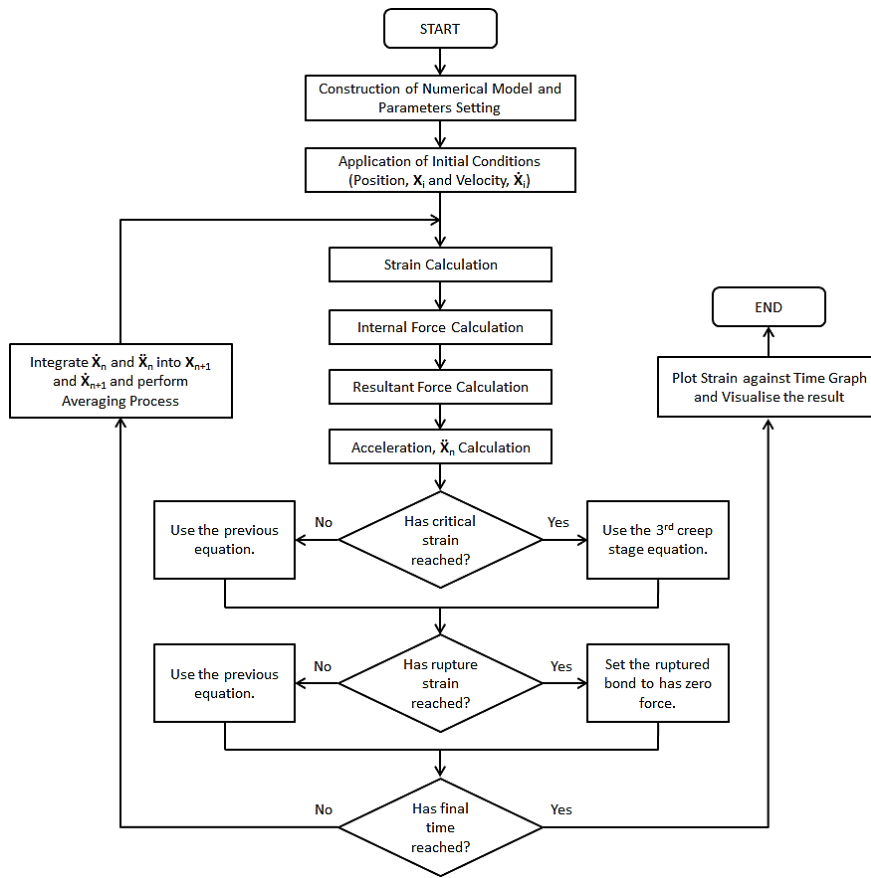 START
Construction of Numerical Model and
Parameters Setting
Application of Initial Conditions
(Position, Xᵢ and Velocity, Ẋᵢ)
Strain Calculation
Internal Force Calculation
Resultant Force Calculation
Acceleration, Ẍₙ Calculation
Integrate Ẋₙ and Ẍₙ into Xₙ₊₁
and Ẋₙ₊₁ and perform
Averaging Process
END
Plot Strain against Time Graph
and Visualise the result
Use the previous
equation.
No
Has critical
strain
reached?
Yes
Use the 3ʳᵈ creep
stage equation.
Use the previous
equation.
No
Has rupture
strain
reached?
Yes
Set the ruptured
bond to has zero
force.
No
Has final
time
reached?
Yes